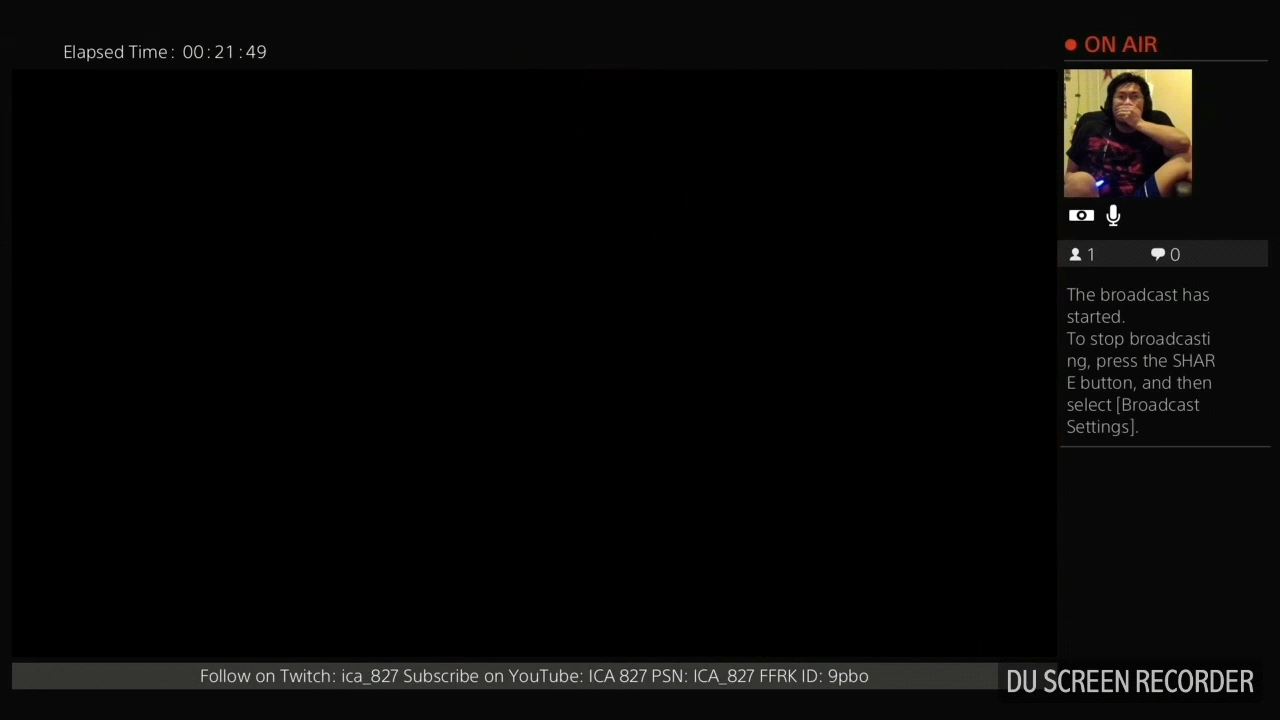 Elapsed Time: 00:21:49
ON AIR
1 0
The broadcast has
started.
To stop broadcasti
ng, press the SHAR
E button, and then
select [Broadcast
Settings].
Follow on Twitch: ica_827 Subscribe on YouTube: ICA 827 PSN: ICA_827 FFRK ID: 9pbo
DU SCREEN RECORDER